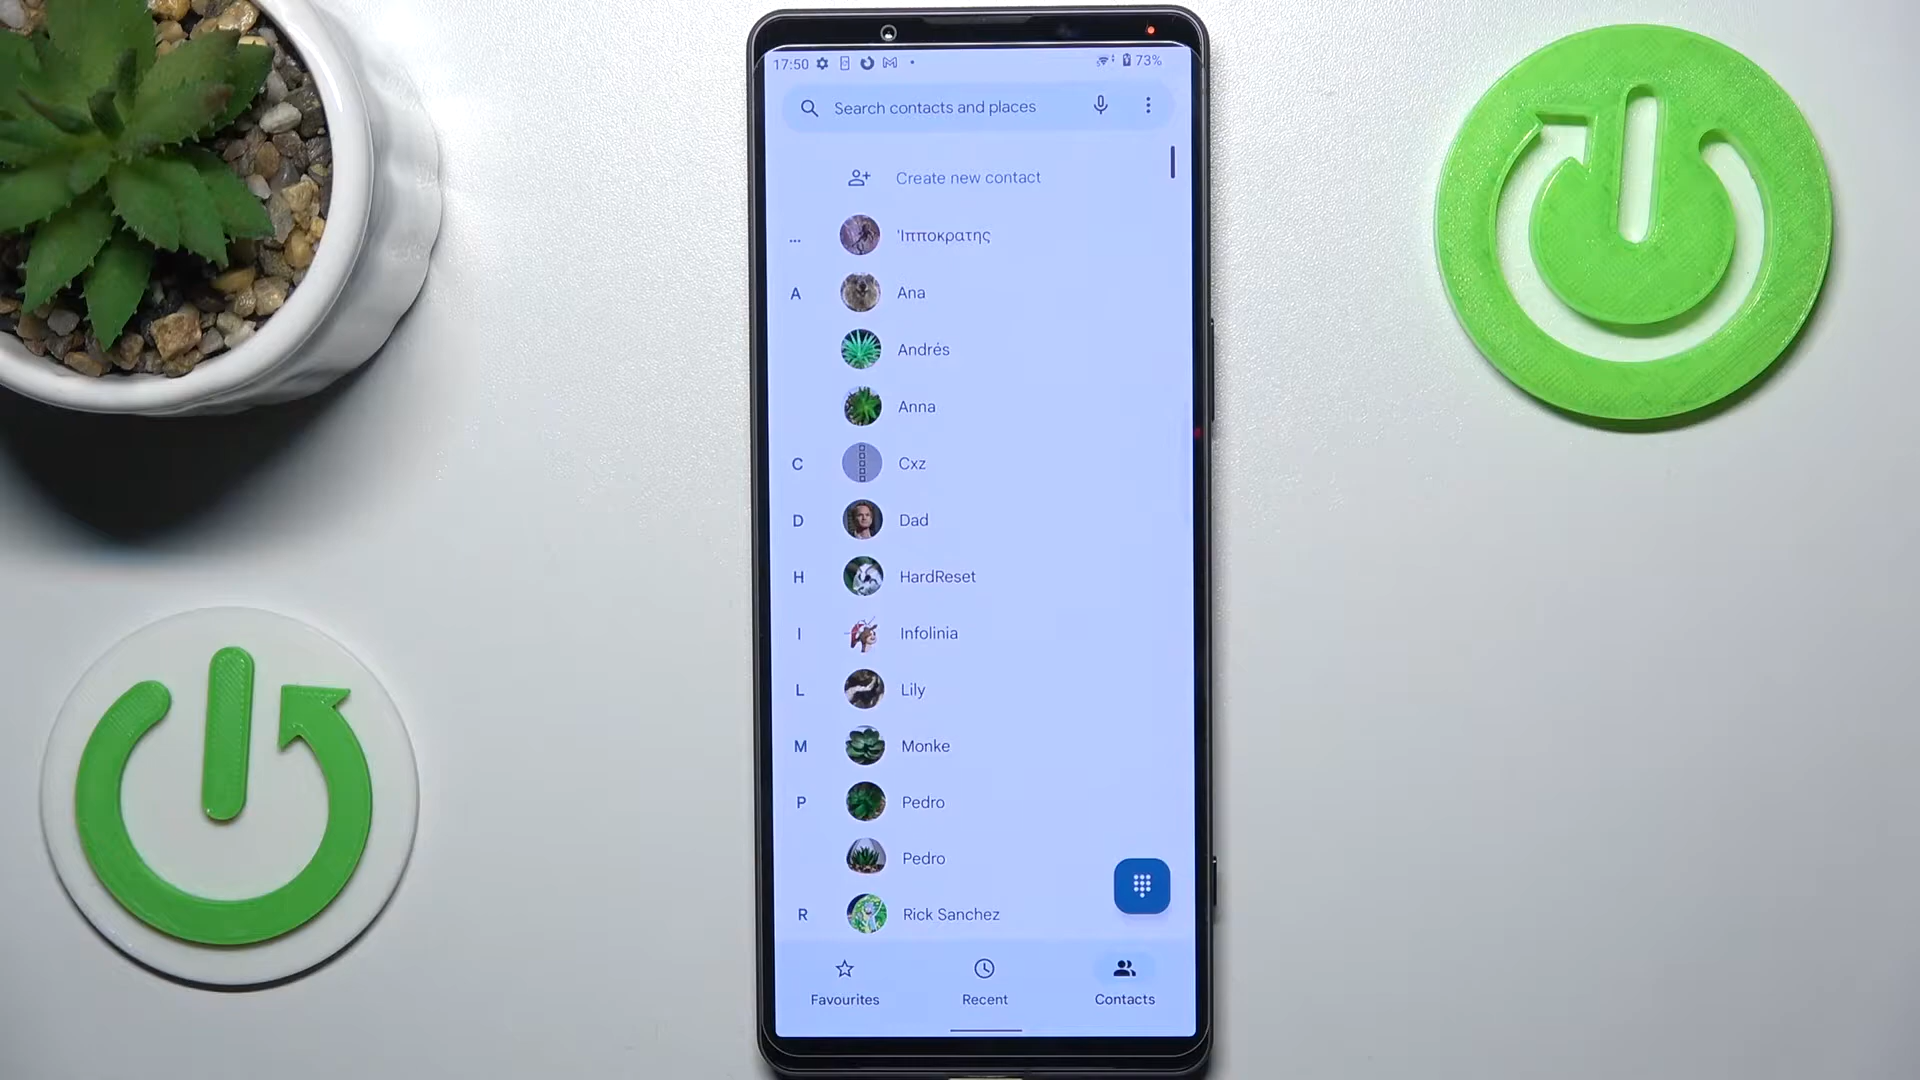 17:50
73%
Search contacts and places
Create new contact
... 'Ιπποκρατης
A Ana
Andrés
Anna
C Cxz
D Dad
H HardReset
I Infolinia
L Lily
M Monke
P Pedro
Pedro
R Rick Sanchez
Favourites Recent Contacts